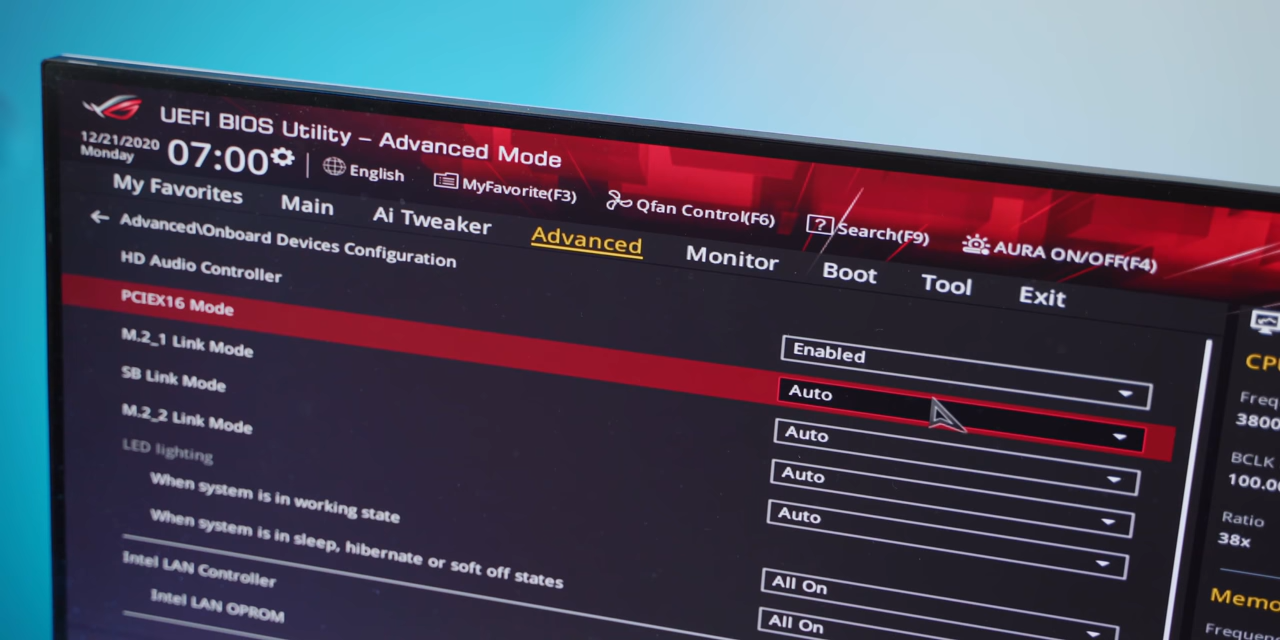 UEFI BIOS Utility – Advanced Mode
12/21/2020
Monday
07:00
English
MyFavorite(F3)
Qfan Control(F6)
? Search(F9)
AURA ON/OFF(F4)
My Favorites
Main
Ai Tweaker
Advanced
Monitor
Boot
Tool
Exit
Advanced\Onboard Devices Configuration
HD Audio Controller
Enabled
PCIEX16 Mode
Auto
M.2_1 Link Mode
Auto
SB Link Mode
Auto
M.2_2 Link Mode
Auto
LED lighting
When system is in working state
All On
When system is in sleep, hibernate or soft off states
All On
Intel LAN Controller
Intel LAN OPROM
CPU
Freq
3800
BCLK
100.00
Ratio
38x
Memo
Frequen